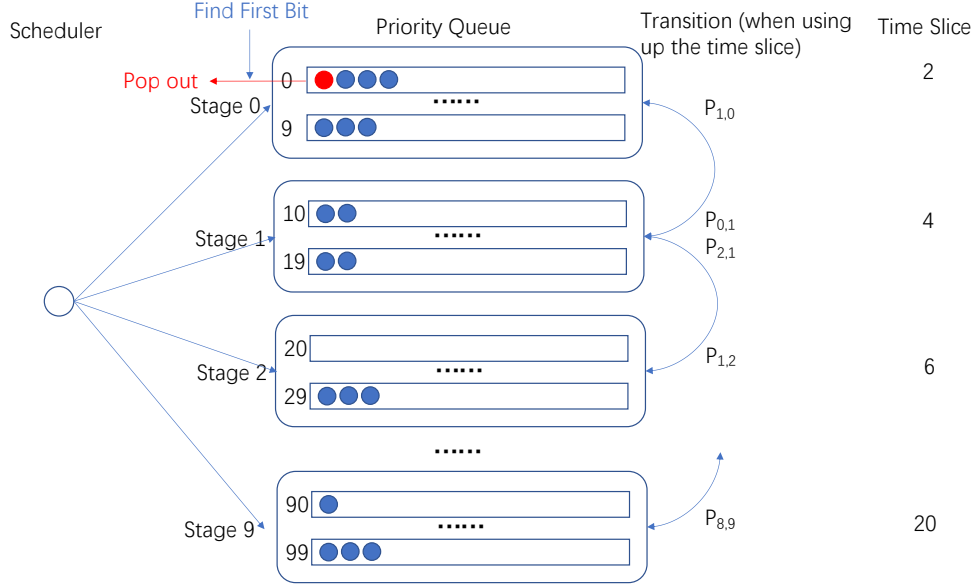 Find First Bit
Scheduler
Priority Queue
Transition (when using
up the time slice)
Time Slice
Pop out
0
2
Stage 0
......
P1,0
9
10
P0,1
4
Stage 1
......
P2,1
19
20
P1,2
Stage 2
......
6
29
......
90
Stage 9
......
P8,9
20
99